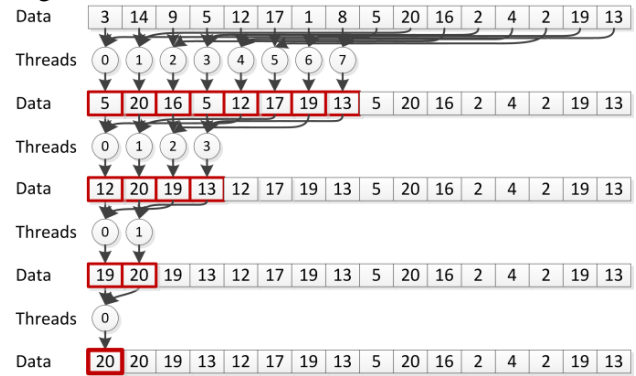 Data 3 14 9 5 12 17 1 8 5 20 16 2 4 2 19 13
Threads 0 1 2 3 4 5 6 7
Data 5 20 16 5 12 17 19 13 5 20 16 2 4 2 19 13
Threads 0 1 2 3
Data 12 20 19 13 12 17 19 13 5 20 16 2 4 2 19 13
Threads 0 1
Data 19 20 19 13 12 17 19 13 5 20 16 2 4 2 19 13
Threads 0
Data 20 20 19 13 12 17 19 13 5 20 16 2 4 2 19 13